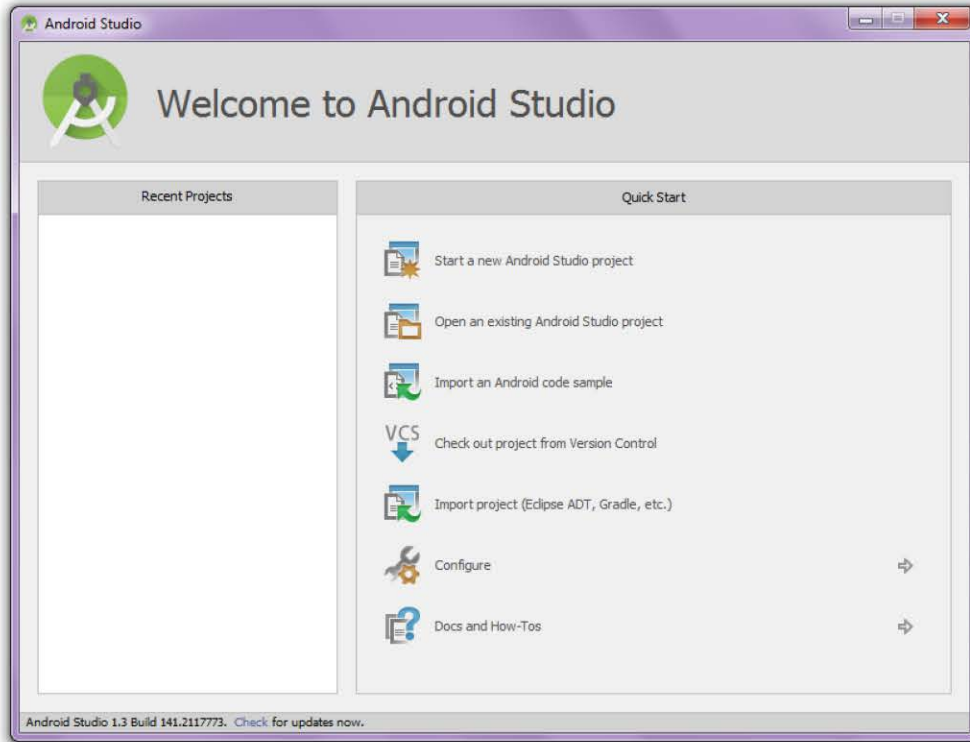 Android Studio
Welcome to Android Studio
Recent Projects
Quick Start
Start a new Android Studio project
Open an existing Android Studio project
Import an Android code sample
VCS
Check out project from Version Control
Import project (Eclipse ADT, Gradle, etc.)
Configure
Docs and How-Tos
Android Studio 1.3 Build 141.2117773. Check for updates now.